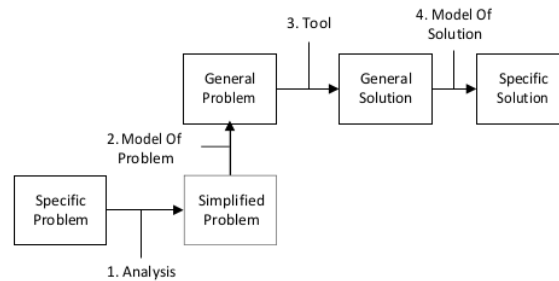 3. Tool
4. Model Of
Solution
General
Problem
General
Solution
Specific
Solution
2. Model Of
Problem
Specific
Problem
Simplified
Problem
1. Analysis